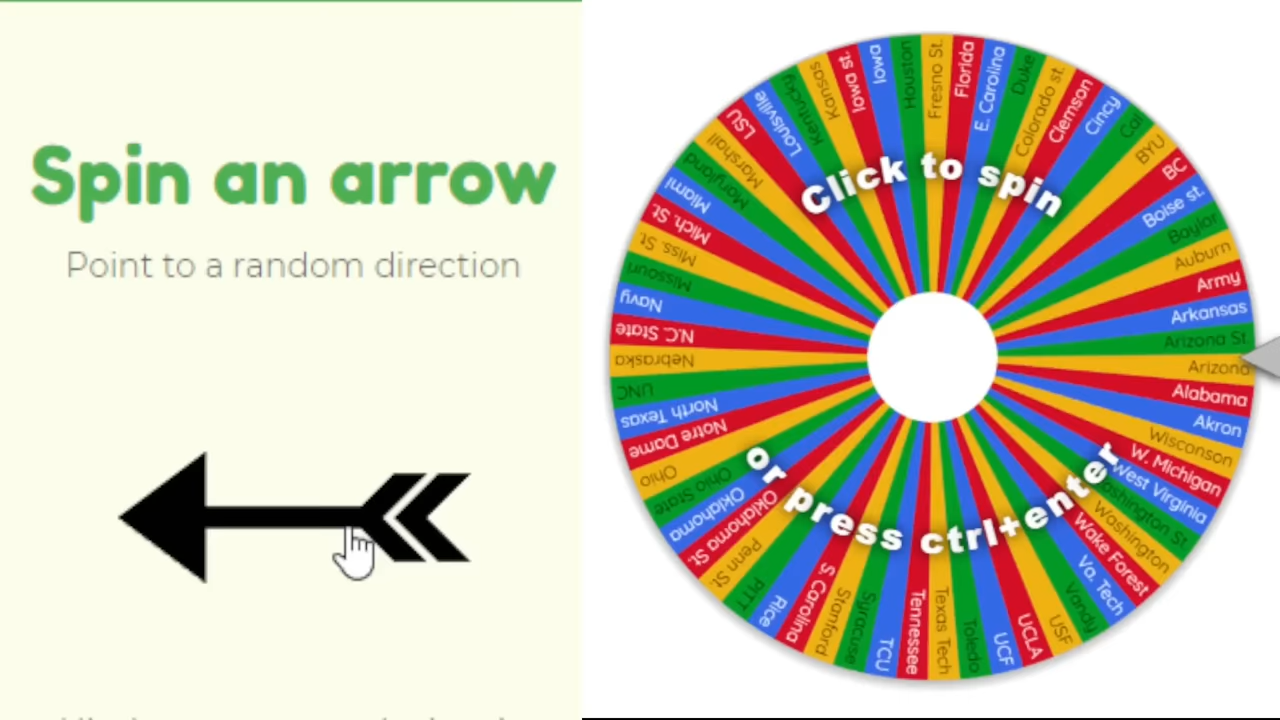 Spin an arrow
Point to a random direction
Click to spin
or press ctrl+enter
Arizona
Arizona St.
Arkansas
Army
Auburn
Baylor
Boise st.
BC
BYU
Cal
Cincy
Clemson
Colorado st.
Duke
E. Carolina
Florida
Fresno St.
Houston
Iowa
Iowa st.
Kansas
Kentucky
Louisville
LSU
Marshall
Maryland
Miami
Mich. St.
Miss. St.
Missouri
Navy
N.C. State
Nebraska
UNC
North Texas
Notre Dame
Ohio
Ohio State
Oklahoma
Oklahoma St.
Penn St.
PITT
Rice
S. Carolina
Stanford
Syracuse
TCU
Tennessee
Texas Tech
Toledo
UCF
UCLA
USF
Vandy
Va. Tech
Wake Forest
Washington
West Virginia
W. Michigan
Wisconsin
Akron
Alabama